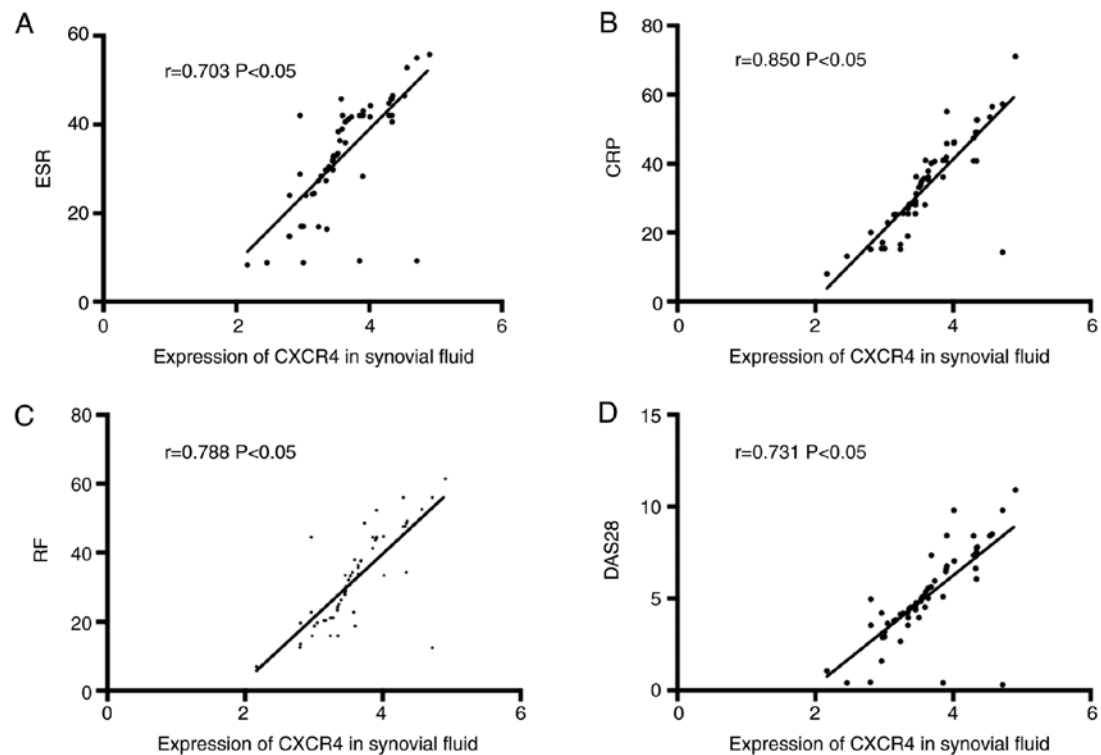 A
60
r=0.703 P<0.05
40
ESR
20
0
0 2 4 6
Expression of CXCR4 in synovial fluid
B
80
r=0.850 P<0.05
60
CRP
40
20
0
0 2 4 6
Expression of CXCR4 in synovial fluid
C
80
r=0.788 P<0.05
60
RF
40
20
0
0 2 4 6
Expression of CXCR4 in synovial fluid
D
15
r=0.731 P<0.05
10
DAS28
5
0
0 2 4 6
Expression of CXCR4 in synovial fluid